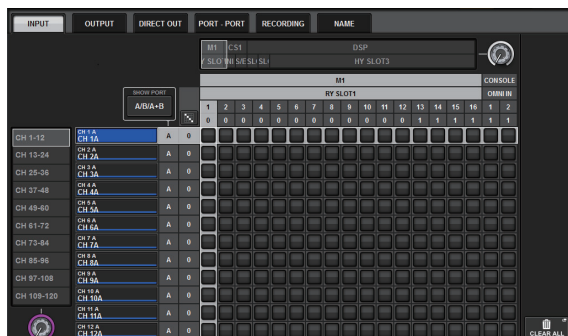 INPUT OUTPUT DIRECT OUT PORT - PORT RECORDING NAME
M1 CS1 DSP
Y SLO S/E SLO SLO HY SLOT3
M1 CONSOLE
SHOW PORT RY SLOT1 OMNI IN
A/B/A+B 1 2 3 4 5 6 7 8 9 10 11 12 13 14 15 16 1 2
0 0 0 0 0 0 0 0 0 0 0 0 1 1 1 1 1 1
CH 1-12 CH 1 A CH 1A A 0
CH 13-24 CH 2 A CH 2A A 0
CH 25-36 CH 3 A CH 3A A 0
CH 37-48 CH 4 A CH 4A A 0
CH 49-60 CH 5 A CH 5A A 0
CH 61-72 CH 6 A CH 6A A 0
CH 73-84 CH 7 A CH 7A A 0
CH 85-96 CH 8 A CH 8A A 0
CH 97-108 CH 9 A CH 9A A 0
CH 109-120 CH 10 A CH 10A A 0
CH 11 A CH 11A A 0
CH 12 A CH 12A A 0
CLEAR ALL